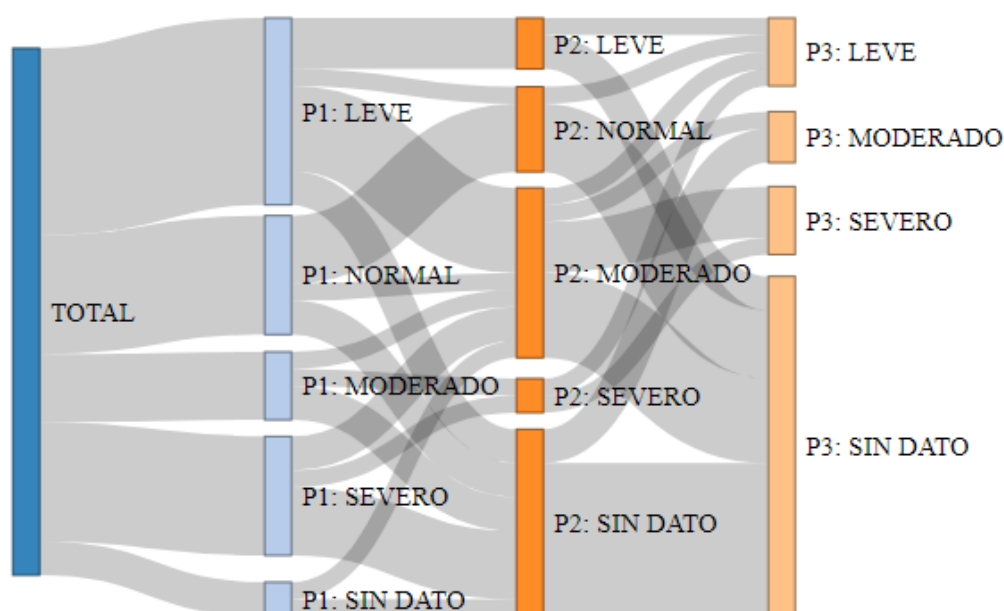 TOTAL
P1: LEVE
P1: NORMAL
P1: MODERADO
P1: SEVERO
P1: SIN DATO
P2: LEVE
P2: NORMAL
P2: MODERADO
P2: SEVERO
P2: SIN DATO
P3: LEVE
P3: MODERADO
P3: SEVERO
P3: SIN DATO